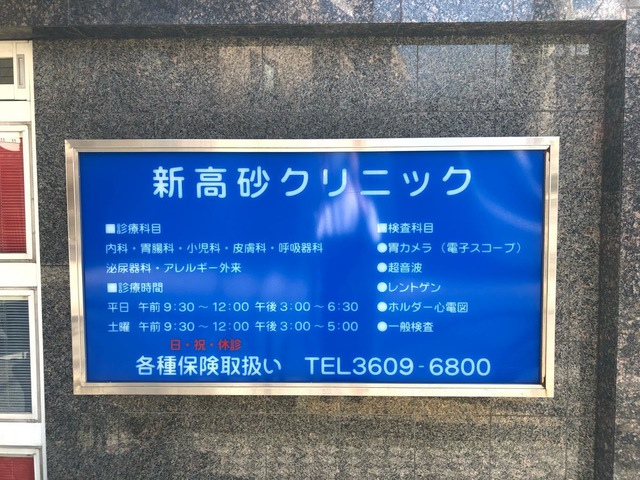 新高砂クリニック
■診療科目
内科・胃腸科・小児科・皮膚科・呼吸器科
泌尿器科・アレルギー外来
■診療時間
平日 午前9:30～12:00 午後3:00～6:30
土曜 午前9:30～12:00 午後3:00～5:00
日・祝・休診
■検査科目
●胃カメラ（電子スコープ）
●超音波
●レントゲン
●ホルダー心電図
●一般検査
各種保険取扱い TEL3609-6800